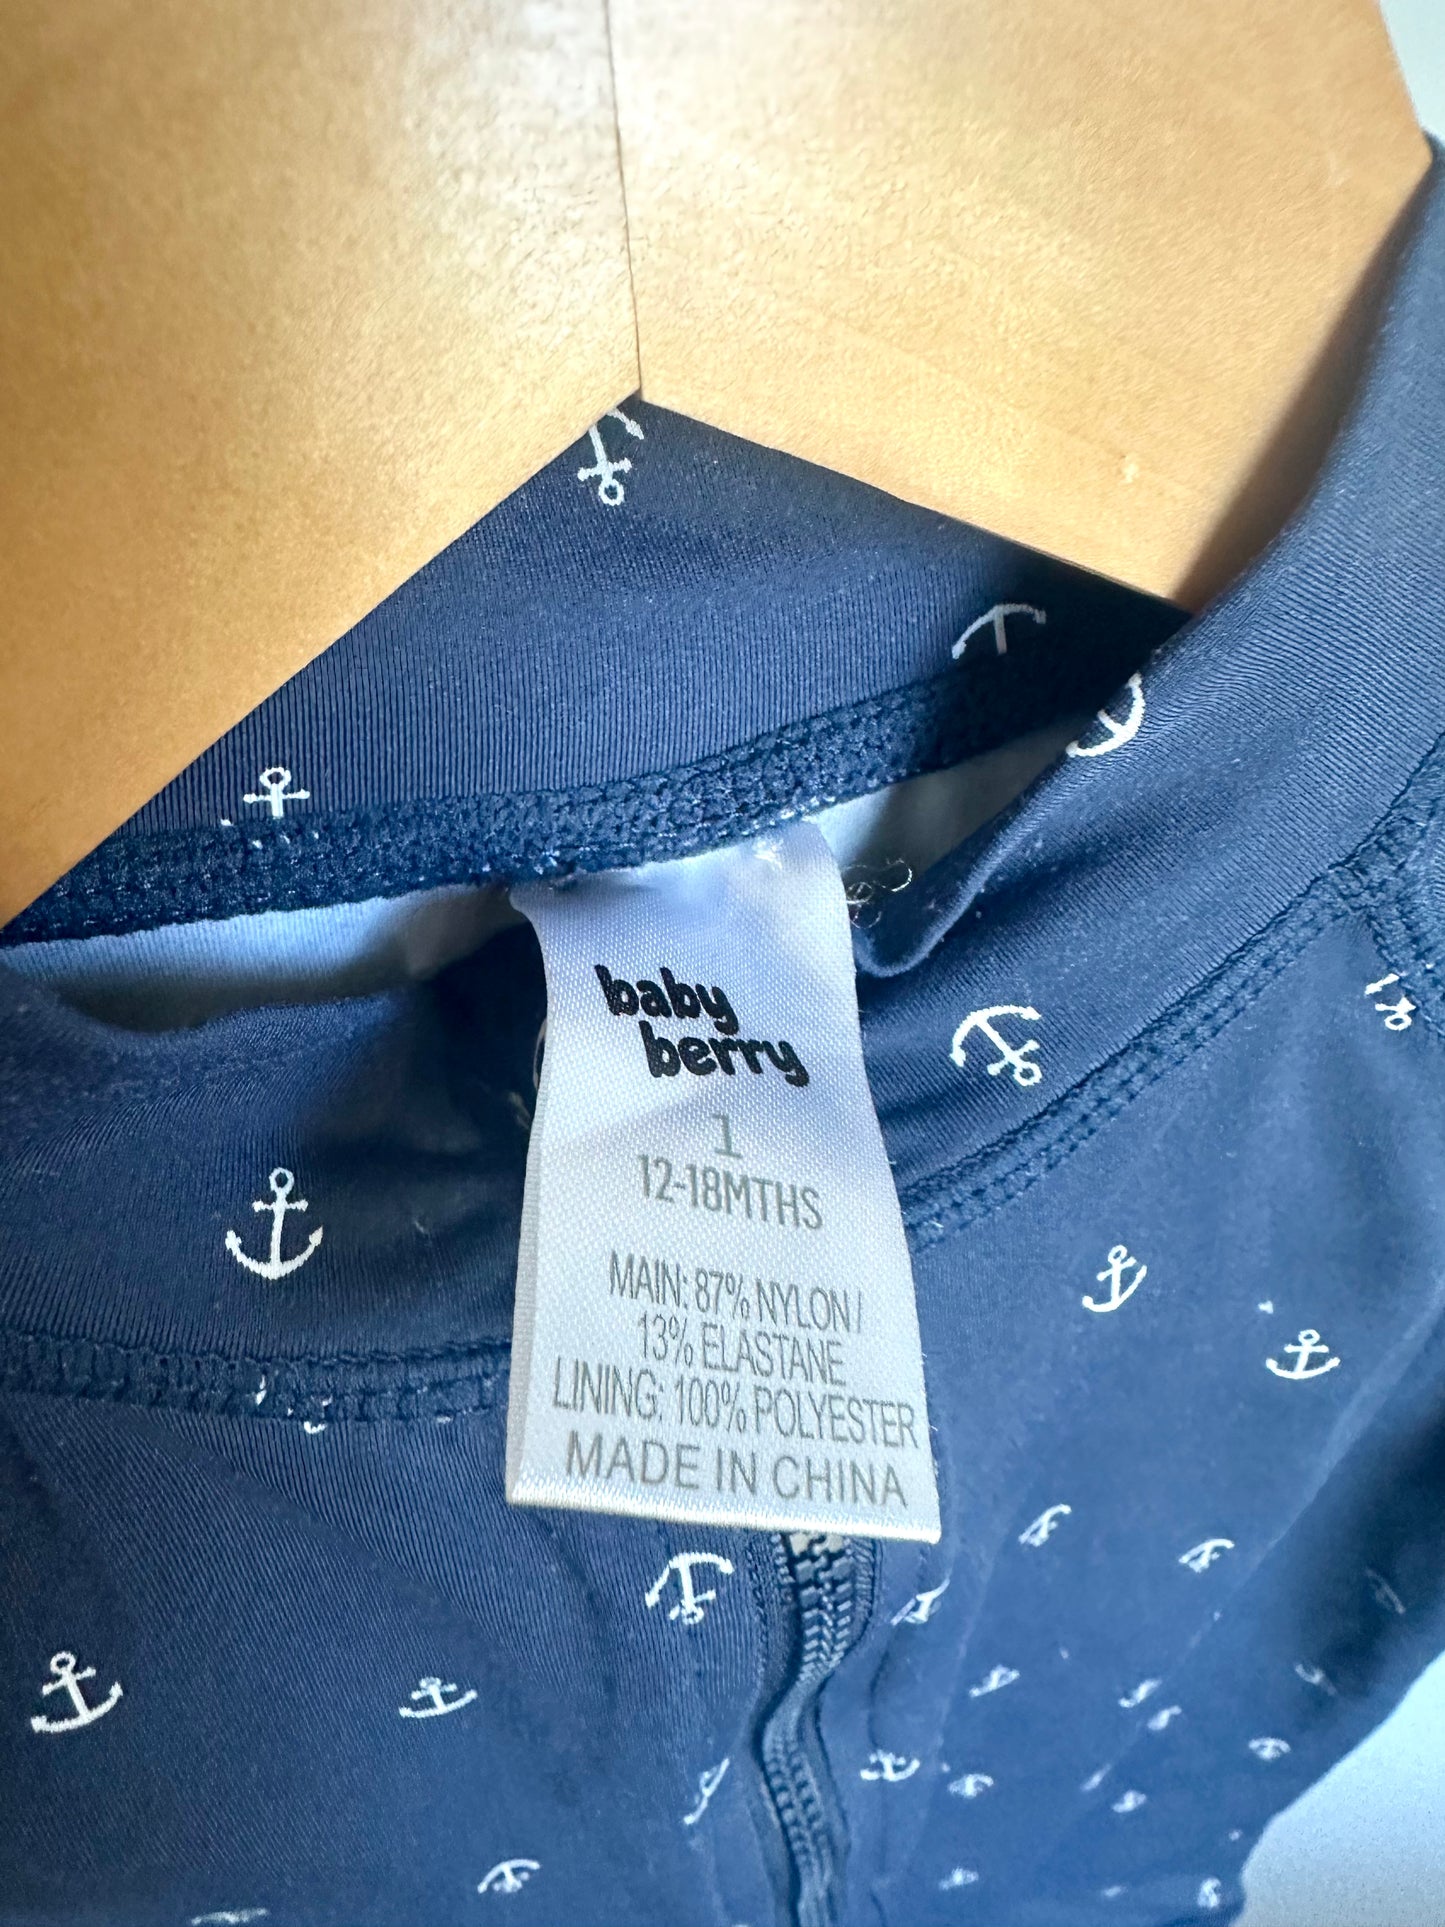 baby
berry
1
12-18MTHS
MAIN: 87% NYLON/
13% ELASTANE
LINING: 100% POLYESTER
MADE IN CHINA